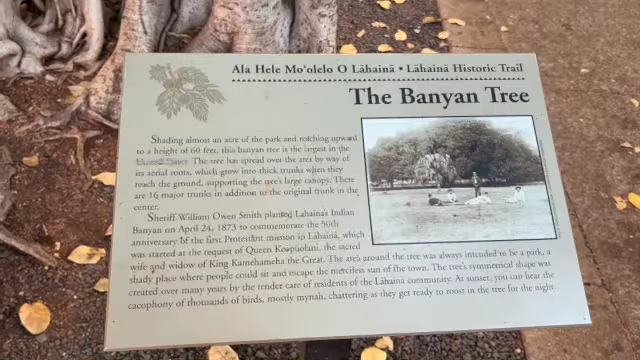 Ala Hele Mo'olelo O Lāhainā • Lāhainā Historic Trail
The Banyan Tree
Shading almost an acre of the park and reaching upward
to a height of 60 feet, this banyan tree is the largest in the
The tree has spread over the area by way of
its aerial roots, which grow into thick trunks when they
reach the ground, supporting the tree's large canopy. There
are 16 major trunks in addition to the original trunk in the
center.
Sheriff William Owen Smith planted Lahaina's Indian
Banyan on April 24, 1873 to commemorate the 50th
anniversary of the first Protestant mission in Lāhainā, which
was started at the request of Queen Keōpūolani, the sacred
wife and widow of King Kamehameha the Great. The area around the tree was always intended to be a park, a
shady place where people could sit and escape the merciless sun of the town. The tree's symmetrical shape was
created over many years by the tender care of residents of the Lāhainā community. At sunset, you can hear the
cacophony of thousands of birds, mostly mynah, chattering as they get ready to roost in the tree for the night.